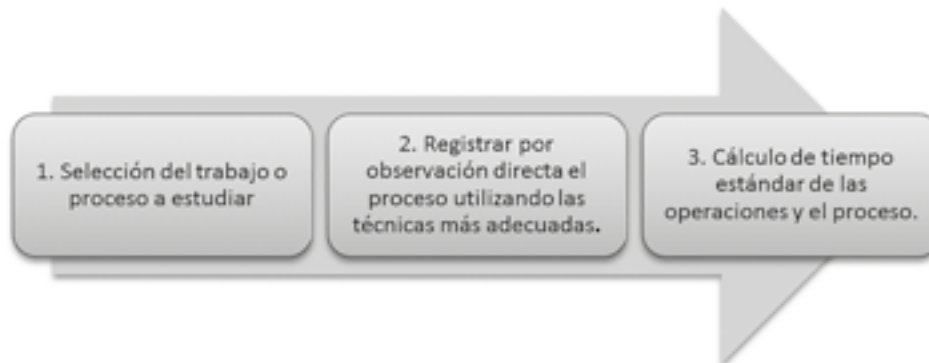 1. Selección del trabajo o
proceso a estudiar
2. Registrar por
observación directa el
proceso utilizando las
técnicas más adecuadas.
3. Cálculo de tiempo
estándar de las
operaciones y el proceso.